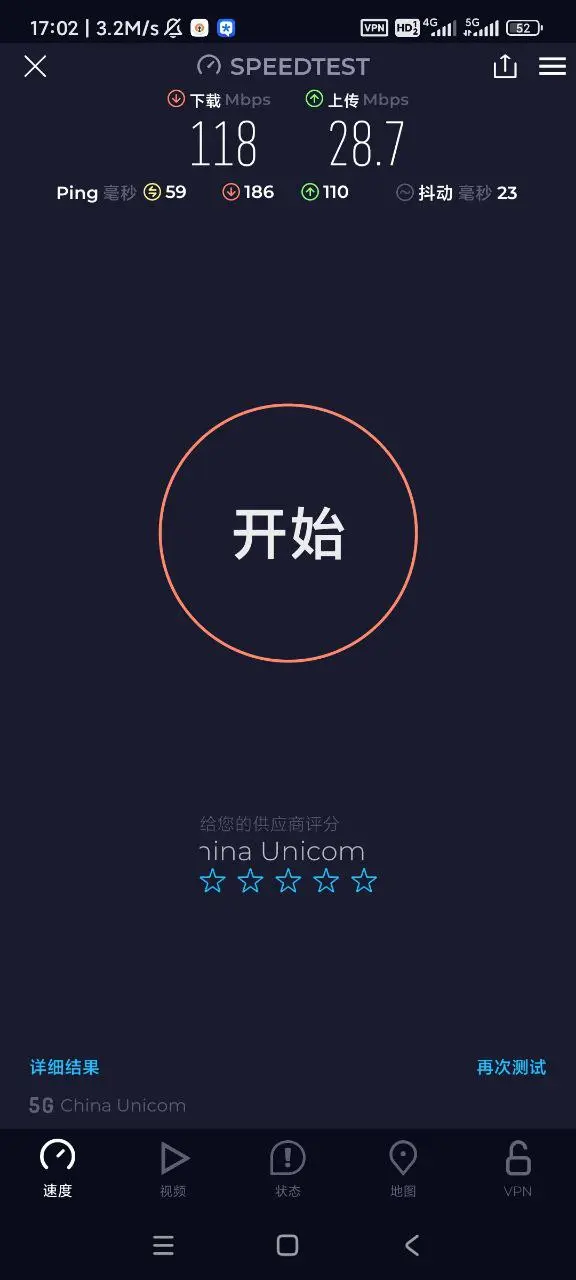 17:02 | 3.2M/s VPN HD 1 2 4G 5G 52
SPEEDTEST
下载 Mbps 上传 Mbps
118 28.7
Ping 毫秒 59 186 110 抖动 毫秒 23
开始
给您的供应商评分
hina Unicom
详细结果 再次测试
5G China Unicom
速度 视频 状态 地图 VPN